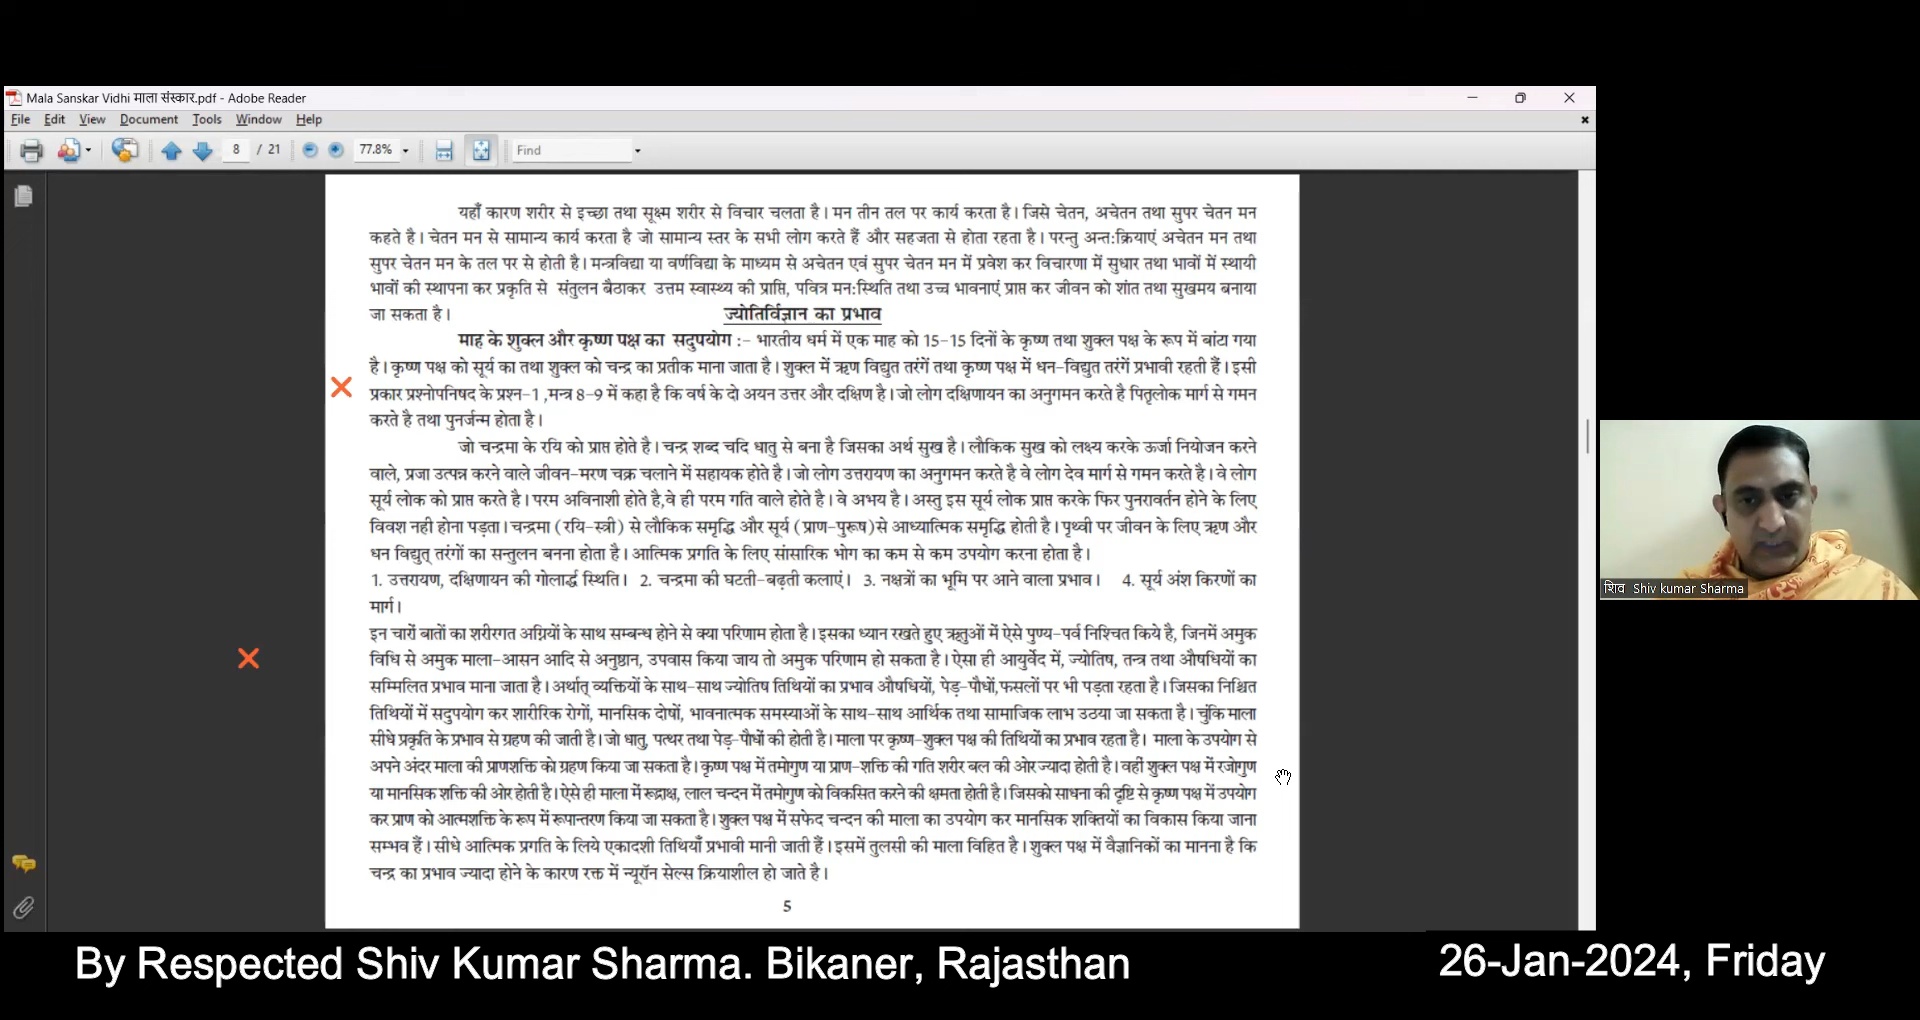 Mala Sanskar Vidhi माला संस्कार.pdf - Adobe Reader
File Edit View Document Tools Window Help
8 / 21 77.8% Find
यहाँ कारण शरीर से इच्छा तथा सूक्ष्म शरीर से विचार चलता है। मन तीन तल पर कार्य करता है। जिसे चेतन, अचेतन तथा सुपर चेतन मन
कहते है। चेतन मन से सामान्य कार्य करता है जो सामान्य स्तर के सभी लोग करते हैं और सहजता से होता रहता है। परन्तु अन्त:क्रियाएं अचेतन मन तथा
सुपर चेतन मन के तल पर से होती है। मन्त्रविद्या या वर्णविद्या के माध्यम से अचेतन एवं सुपर चेतन मन में प्रवेश कर विचारणा में सुधार तथा भावों में स्थायी
भावों की स्थापना कर प्रकृति से संतुलन बैठाकर उत्तम स्वास्थ्य की प्राप्ति, पवित्र मन:स्थिति तथा उच्च भावनाएं प्राप्त कर जीवन को शांत तथा सुखमय बनाया
जा सकता है।
ज्योतिर्विज्ञान का प्रभाव
माह के शुक्ल और कृष्ण पक्ष का सदुपयोग :- भारतीय धर्म में एक माह को 15-15 दिनों के कृष्ण तथा शुक्ल पक्ष के रूप में बांटा गया
है। कृष्ण पक्ष को सूर्य का तथा शुक्ल को चन्द्र का प्रतीक माना जाता है। शुक्ल में ऋण विद्युत तरंगें तथा कृष्ण पक्ष में धन-विद्युत तरंगें प्रभावी रहती हैं। इसी
प्रकार प्रश्नोपनिषद के प्रश्न-1 ,मन्त्र 8-9 में कहा है कि वर्ष के दो अयन उत्तर और दक्षिण है। जो लोग दक्षिणायन का अनुगमन करते है पितृलोक मार्ग से गमन
करते है तथा पुनर्जन्म होता है।
जो चन्द्रमा के रयि को प्राप्त होते है। चन्द्र शब्द चदि धातु से बना है जिसका अर्थ सुख है। लौकिक सुख को लक्ष्य करके ऊर्जा नियोजन करने
वाले, प्रजा उत्पन्न करने वाले जीवन-मरण चक्र चलाने में सहायक होते है। जो लोग उत्तरायण का अनुगमन करते है वे लोग देव मार्ग से गमन करते है। वे लोग
सूर्य लोक को प्राप्त करते है। परम अविनाशी होते है,वे ही परम गति वाले होते है। वे अभय है। अस्तु इस सूर्य लोक प्राप्त करके फिर पुनरावर्तन होने के लिए
विवश नही होना पड़ता। चन्द्रमा (रयि-स्त्री) से लौकिक समृद्धि और सूर्य (प्राण-पुरूष)से आध्यात्मिक समृद्धि होती है। पृथ्वी पर जीवन के लिए ऋण और
धन विद्युत् तरंगों का सन्तुलन बनना होता है। आत्मिक प्रगति के लिए सांसारिक भोग का कम से कम उपयोग करना होता है।
1. उत्तरायण, दक्षिणायन की गोलार्द्ध स्थिति। 2. चन्द्रमा की घटती-बढ़ती कलाएं। 3. नक्षत्रों का भूमि पर आने वाला प्रभाव। 4. सूर्य अंश किरणों का
मार्ग।
इन चारों बातों का शरीरगत अग्नियों के साथ सम्बन्ध होने से क्या परिणाम होता है। इसका ध्यान रखते हुए ऋतुओं में ऐसे पुण्य-पर्व निश्चित किये है, जिनमें अमुक
विधि से अमुक माला-आसन आदि से अनुष्ठान, उपवास किया जाय तो अमुक परिणाम हो सकता है। ऐसा ही आयुर्वेद में, ज्योतिष, तन्त्र तथा औषधियों का
सम्मिलित प्रभाव माना जाता है। अर्थात् व्यक्तियों के साथ-साथ ज्योतिष तिथियों का प्रभाव औषधियों, पेड़-पौधों,फसलों पर भी पड़ता रहता है। जिसका निश्चित
तिथियों में सदुपयोग कर शारीरिक रोगों, मानसिक दोषों, भावनात्मक समस्याओं के साथ-साथ आर्थिक तथा सामाजिक लाभ उठया जा सकता है। चुंकि माला
सीधे प्रकृति के प्रभाव से ग्रहण की जाती है। जो धातु, पत्थर तथा पेड़-पौधों की होती है। माला पर कृष्ण-शुक्ल पक्ष की तिथियों का प्रभाव रहता है। माला के उपयोग से
अपने अंदर माला की प्राणशक्ति को ग्रहण किया जा सकता है। कृष्ण पक्ष में तमोगुण या प्राण-शक्ति की गति शरीर बल की ओर ज्यादा होती है। वहीं शुक्ल पक्ष में रजोगुण
या मानसिक शक्ति की ओर होती है। ऐसे ही माला में रूद्राक्ष, लाल चन्दन में तमोगुण को विकसित करने की क्षमता होती है। जिसको साधना की दृष्टि से कृष्ण पक्ष में उपयोग
कर प्राण को आत्मशक्ति के रूप में रूपान्तरण किया जा सकता है। शुक्ल पक्ष में सफेद चन्दन की माला का उपयोग कर मानसिक शक्तियों का विकास किया जाना
सम्भव हैं। सीधे आत्मिक प्रगति के लिये एकादशी तिथियाँ प्रभावी मानी जाती हैं। इसमें तुलसी की माला विहित है। शुक्ल पक्ष में वैज्ञानिकों का मानना है कि
चन्द्र का प्रभाव ज्यादा होने के कारण रक्त में न्यूरॉन सेल्स क्रियाशील हो जाते है।
5
शिव Shiv kumar Sharma
By Respected Shiv Kumar Sharma. Bikaner, Rajasthan
26-Jan-2024, Friday